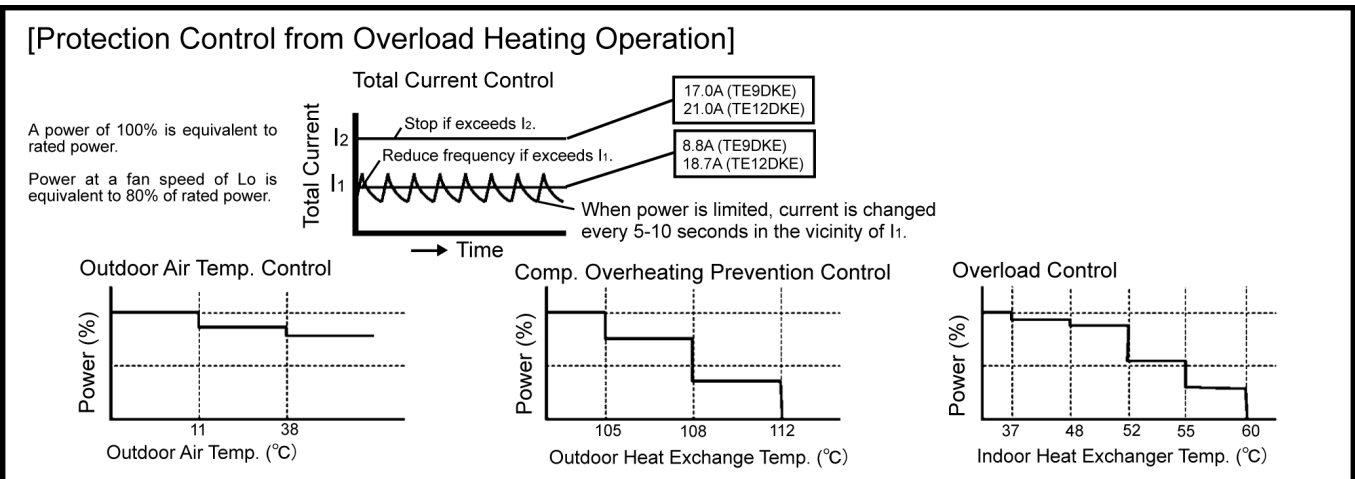 [Protection Control from Overload Heating Operation]
Total Current Control
A power of 100% is equivalent to
rated power.
Power at a fan speed of Lo is
equivalent to 80% of rated power.
Total Current
I₂
Stop if exceeds I₂.
17.0A (TE9DKE)
21.0A (TE12DKE)
I₁
Reduce frequency if exceeds I₁.
8.8A (TE9DKE)
18.7A (TE12DKE)
When power is limited, current is changed
every 5-10 seconds in the vicinity of I₁.
Time
Outdoor Air Temp. Control
Power (%)
11 38
Outdoor Air Temp. (℃)
Comp. Overheating Prevention Control
Power (%)
105 108 112
Outdoor Heat Exchange Temp. (℃)
Overload Control
Power (%)
37 48 52 55 60
Indoor Heat Exchanger Temp. (℃)